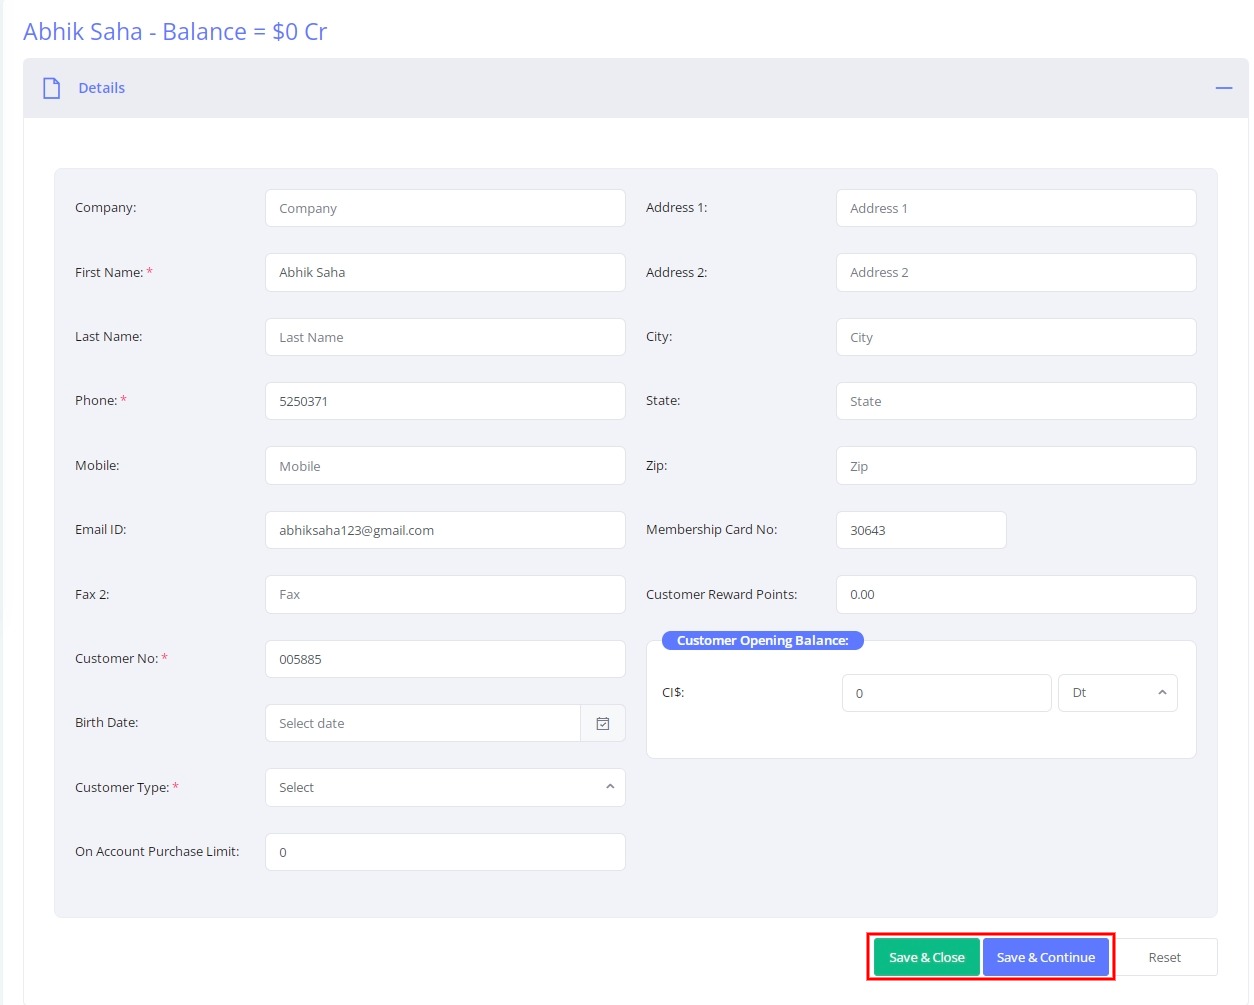 Abhik Saha - Balance = $0 Cr
Details
Company: Company
First Name: * Abhik Saha
Last Name: Last Name
Phone: * 5250371
Mobile: Mobile
Email ID: abhiksaha123@gmail.com
Fax 2: Fax
Customer No: * 005885
Birth Date: Select date
Customer Type: * Select
On Account Purchase Limit: 0
Address 1: Address 1
Address 2: Address 2
City: City
State: State
Zip: Zip
Membership Card No: 30643
Customer Reward Points: 0.00
Customer Opening Balance:
CI$: 0 Dt
Save & Close Save & Continue Reset